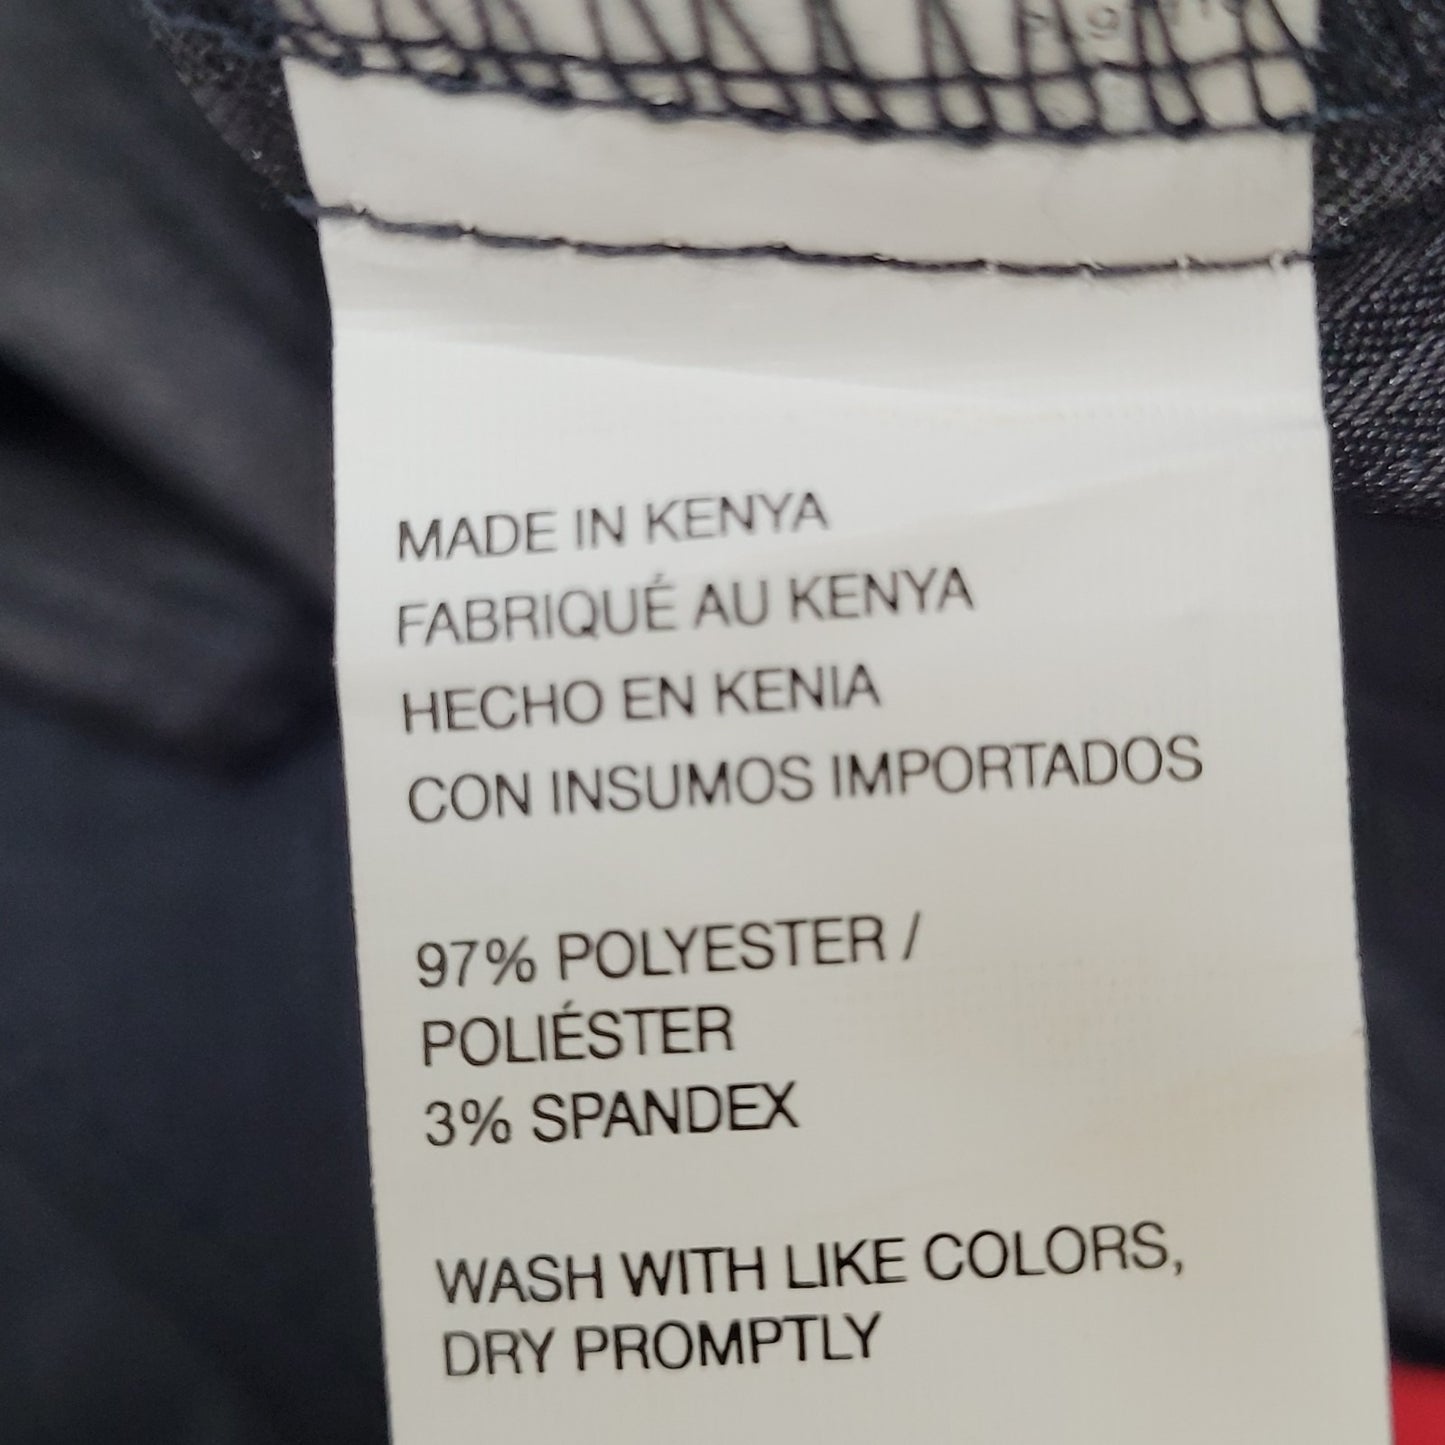 MADE IN KENYA
FABRIQUÉ AU KENYA
HECHO EN KENIA
CON INSUMOS IMPORTADOS
97% POLYESTER /
POLIÉSTER
3% SPANDEX
WASH WITH LIKE COLORS,
DRY PROMPTLY